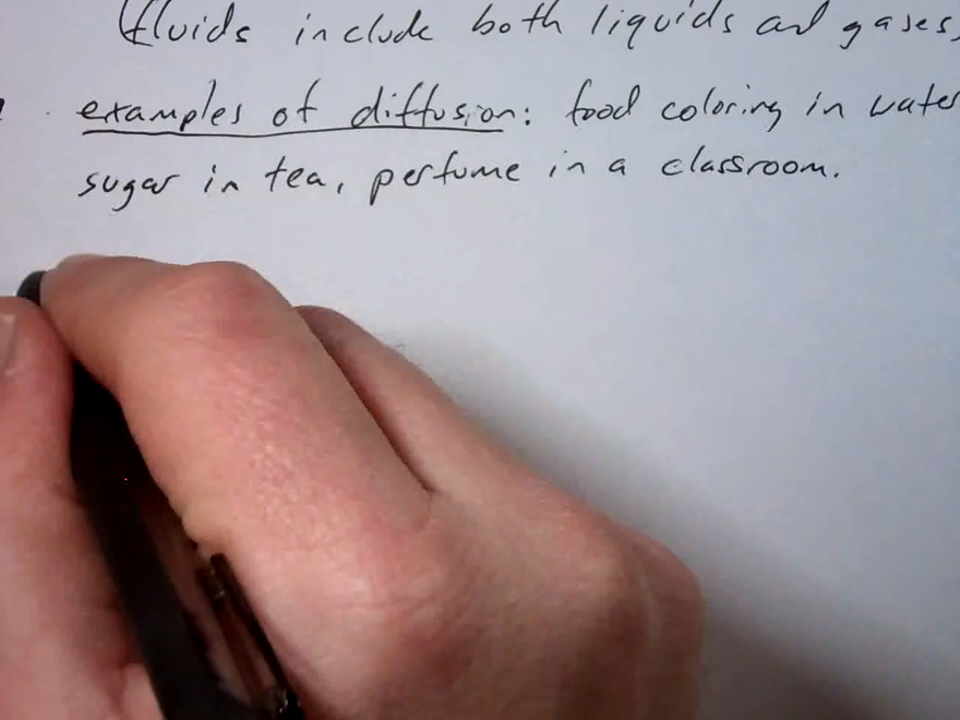 (fluids include both liquids and gases,
examples of diffusion: food coloring in water
sugar in tea, perfume in a classroom.